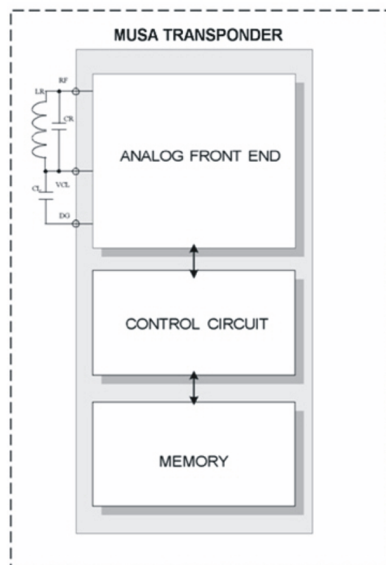 MUSA TRANSPONDER
RF
LR
CR
ANALOG FRONT END
VCL
CL
DG
CONTROL CIRCUIT
MEMORY